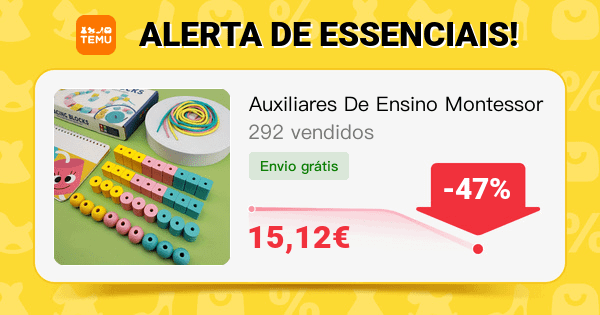 TEMU
ALERTA DE ESSENCIAIS!
Auxiliares De Ensino Montessor
292 vendidos
Envio grátis
-47%
15,12€